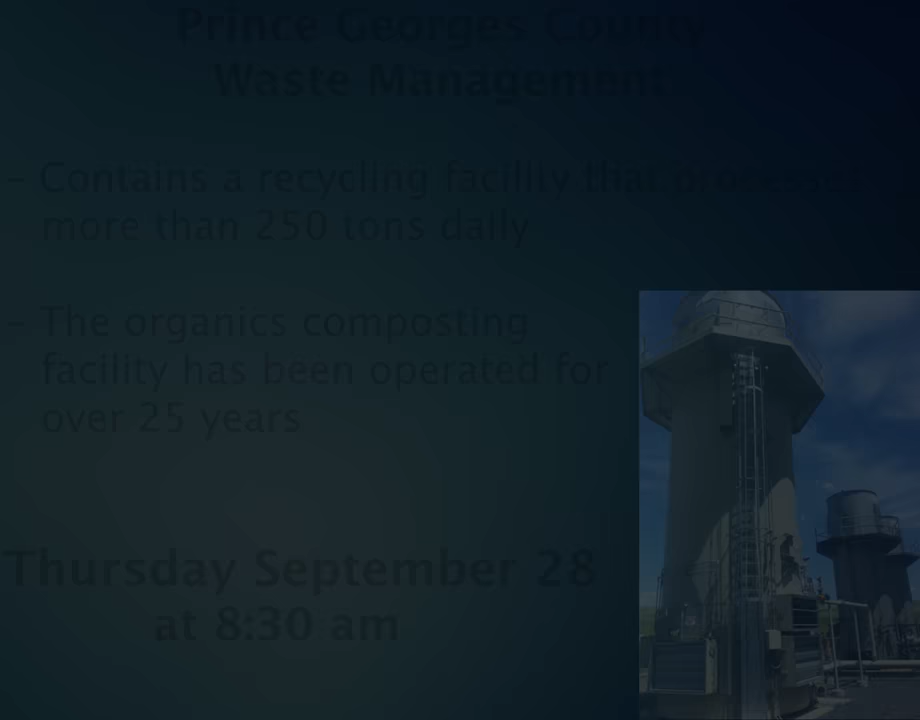 Prince Georges County
Waste Management
– Contains a recycling facility that processes
more than 250 tons daily
– The organics composting
facility has been operated for
over 25 years
Thursday September 28
at 8:30 am